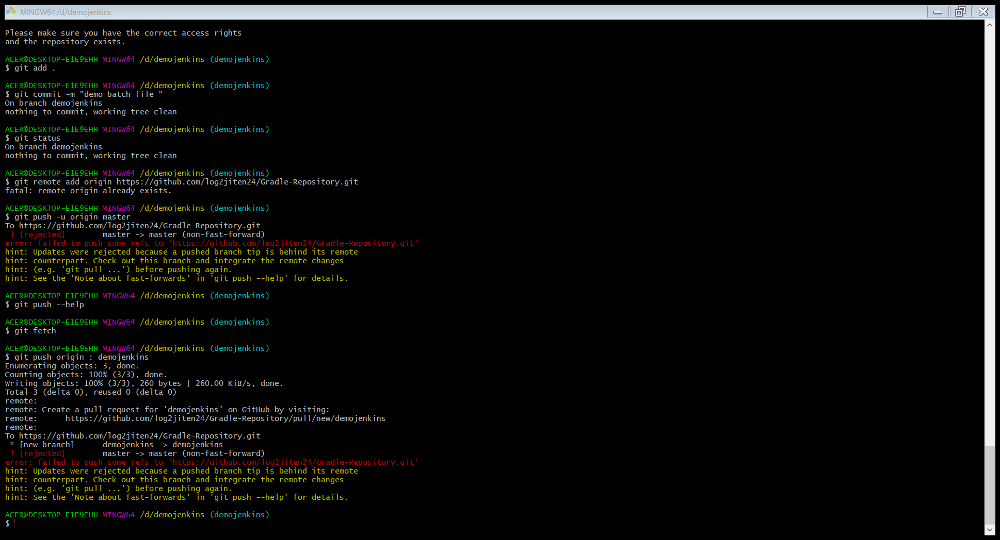 MINGW64:/d/demojenkins
Please make sure you have the correct access rights
and the repository exists.
ACER@DESKTOP-E1E9EHH MINGW64 /d/demojenkins (demojenkins)
$ git add .
ACER@DESKTOP-E1E9EHH MINGW64 /d/demojenkins (demojenkins)
$ git commit -m "demo batch file "
On branch demojenkins
nothing to commit, working tree clean
ACER@DESKTOP-E1E9EHH MINGW64 /d/demojenkins (demojenkins)
$ git status
On branch demojenkins
nothing to commit, working tree clean
ACER@DESKTOP-E1E9EHH MINGW64 /d/demojenkins (demojenkins)
$ git remote add origin https://github.com/log2jiten24/Gradle-Repository.git
fatal: remote origin already exists.
ACER@DESKTOP-E1E9EHH MINGW64 /d/demojenkins (demojenkins)
$ git push -u origin master
To https://github.com/log2jiten24/Gradle-Repository.git
 ! [rejected]        master -> master (non-fast-forward)
error: failed to push some refs to 'https://github.com/log2jiten24/Gradle-Repository.git'
hint: Updates were rejected because a pushed branch tip is behind its remote
hint: counterpart. Check out this branch and integrate the remote changes
hint: (e.g. 'git pull ...') before pushing again.
hint: See the 'Note about fast-forwards' in 'git push --help' for details.
ACER@DESKTOP-E1E9EHH MINGW64 /d/demojenkins (demojenkins)
$ git push --help
ACER@DESKTOP-E1E9EHH MINGW64 /d/demojenkins (demojenkins)
$ git fetch
ACER@DESKTOP-E1E9EHH MINGW64 /d/demojenkins (demojenkins)
$ git push origin : demojenkins
Enumerating objects: 3, done.
Counting objects: 100% (3/3), done.
Writing objects: 100% (3/3), 260 bytes | 260.00 KiB/s, done.
Total 3 (delta 0), reused 0 (delta 0)
remote:
remote: Create a pull request for 'demojenkins' on GitHub by visiting:
remote:      https://github.com/log2jiten24/Gradle-Repository/pull/new/demojenkins
remote:
To https://github.com/log2jiten24/Gradle-Repository.git
 * [new branch]      demojenkins -> demojenkins
 ! [rejected]        master -> master (non-fast-forward)
error: failed to push some refs to 'https://github.com/log2jiten24/Gradle-Repository.git'
hint: Updates were rejected because a pushed branch tip is behind its remote
hint: counterpart. Check out this branch and integrate the remote changes
hint: (e.g. 'git pull ...') before pushing again.
hint: See the 'Note about fast-forwards' in 'git push --help' for details.
ACER@DESKTOP-E1E9EHH MINGW64 /d/demojenkins (demojenkins)
$